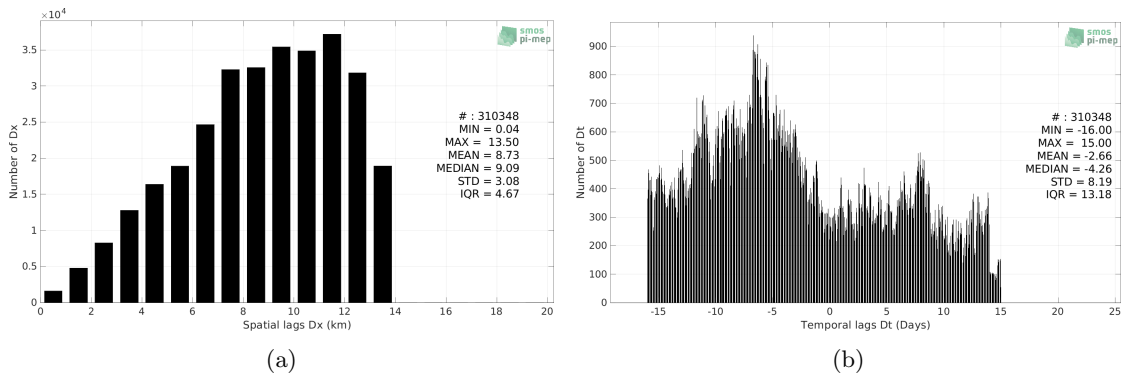 ×10⁴
3.5
3
2.5
2
1.5
1
0.5
0
Number of Dx
0 2 4 6 8 10 12 14 16 18 20
Spatial lags Dx (km)
smos
pi-mep
# : 310348
MIN = 0.04
MAX = 13.50
MEAN = 8.73
MEDIAN = 9.09
STD = 3.08
IQR = 4.67
(a)
900
800
700
600
500
400
300
200
100
0
Number of Dt
-15 -10 -5 0 5 10 15 20 25
Temporal lags Dt (Days)
smos
pi-mep
# : 310348
MIN = -16.00
MAX = 15.00
MEAN = -2.66
MEDIAN = -4.26
STD = 8.19
IQR = 13.18
(b)